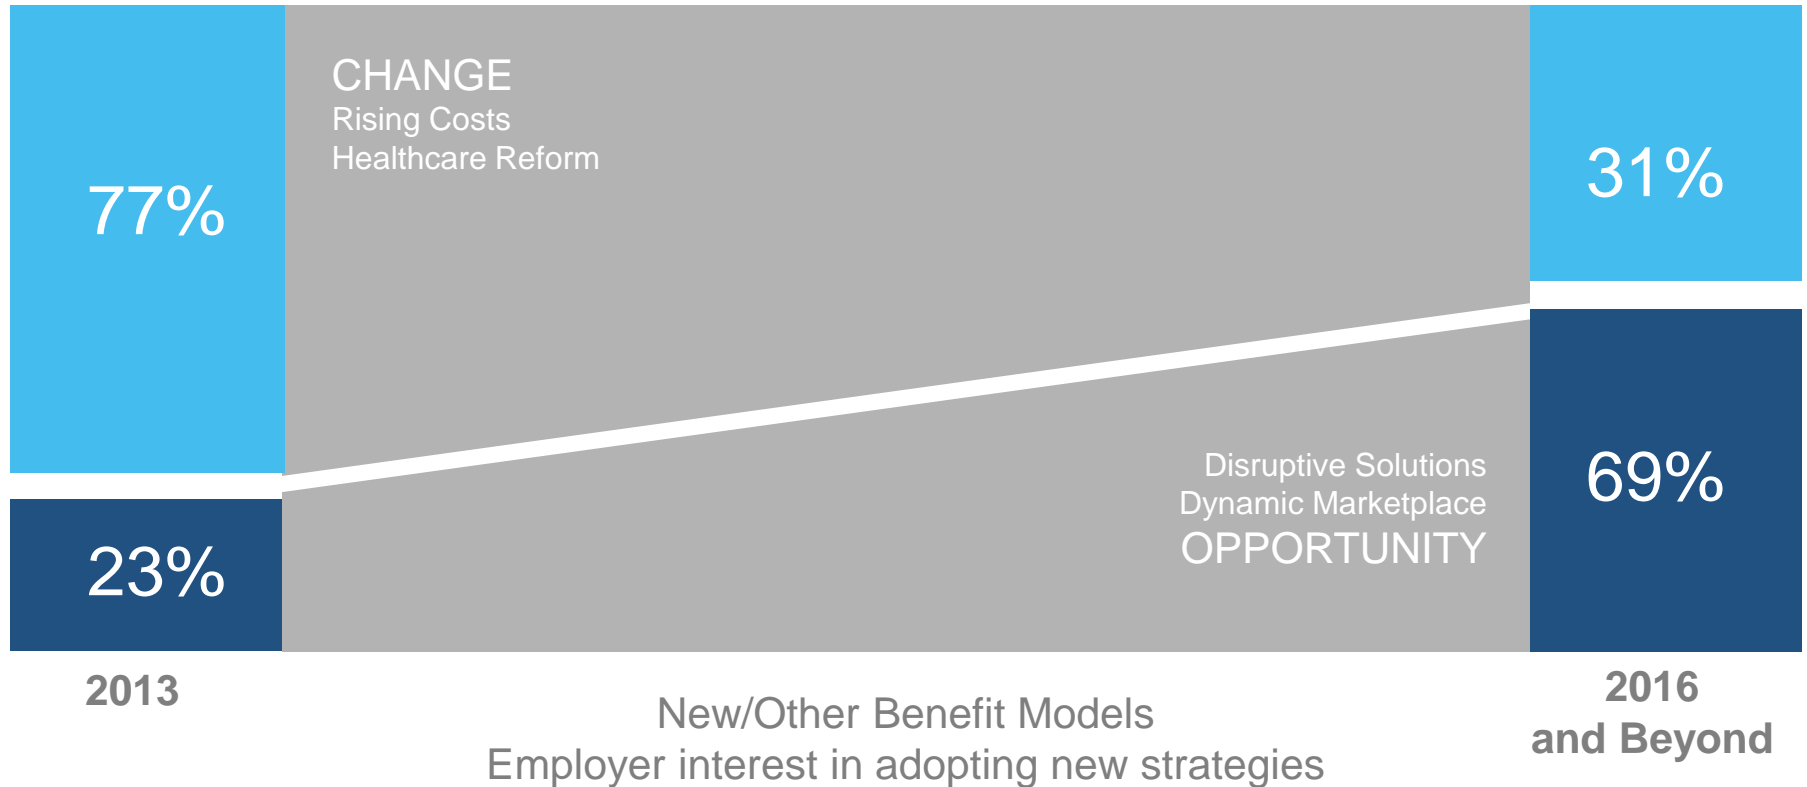 CHANGE
Rising Costs
Healthcare Reform
77%
31%
Disruptive Solutions
Dynamic Marketplace
OPPORTUNITY
69%
23%
2013
2016
and Beyond
New/Other Benefit Models
Employer interest in adopting new strategies